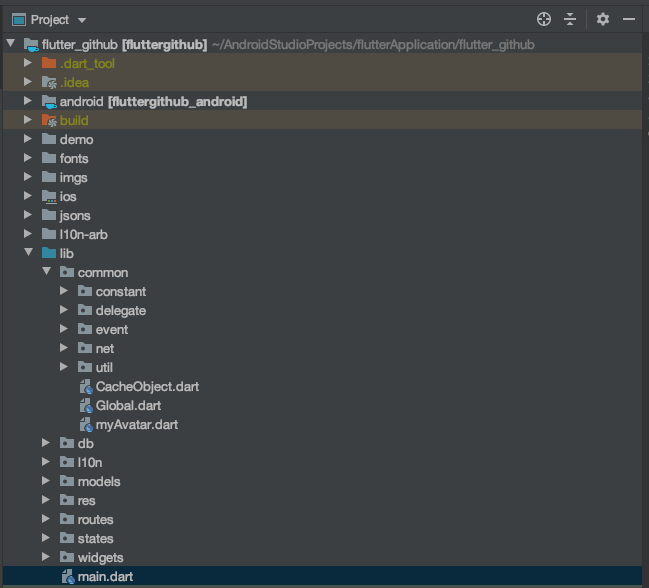 Project
flutter_github [fluttergithub] ~/AndroidStudioProjects/flutterApplication/flutter_github
.dart_tool
.idea
android [fluttergithub_android]
build
demo
fonts
imgs
ios
jsons
l10n-arb
lib
common
constant
delegate
event
net
util
CacheObject.dart
Global.dart
myAvatar.dart
db
l10n
models
res
routes
states
widgets
main.dart